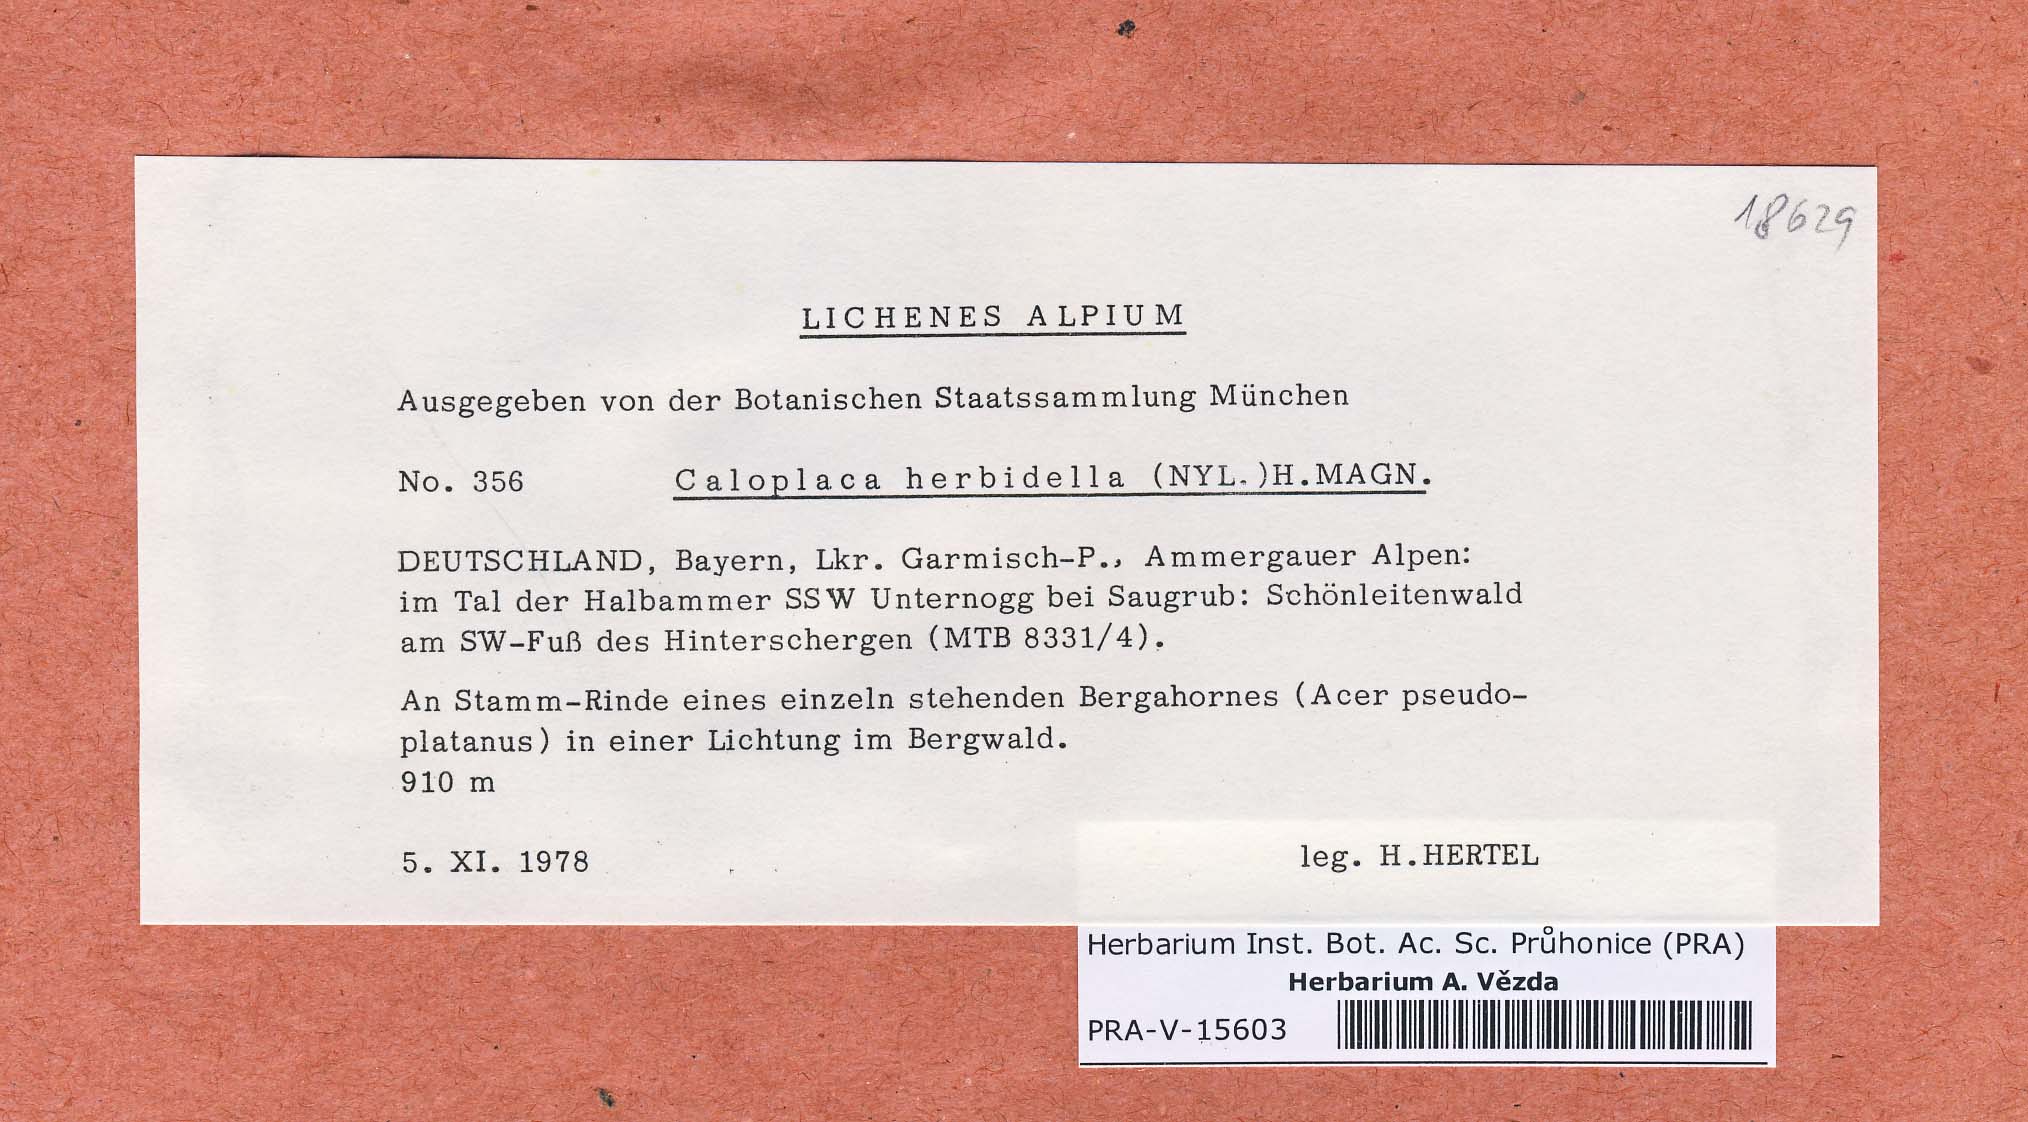 18629
LICHENES ALPIUM
Ausgegeben von der Botanischen Staatssammlung München
No. 356 Caloplaca herbidella (NYL.)H.MAGN.
DEUTSCHLAND, Bayern, Lkr. Garmisch-P., Ammergauer Alpen:
im Tal der Halbammer SSW Unternogg bei Saugrub: Schönleitenwald
am SW-Fuß des Hinterschergen (MTB 8331/4).
An Stamm-Rinde eines einzeln stehenden Bergahornes (Acer pseudo-
platanus) in einer Lichtung im Bergwald.
910 m
5. XI. 1978 leg. H.HERTEL
Herbarium Inst. Bot. Ac. Sc. Průhonice (PRA)
Herbarium A. Vězda
PRA-V-15603